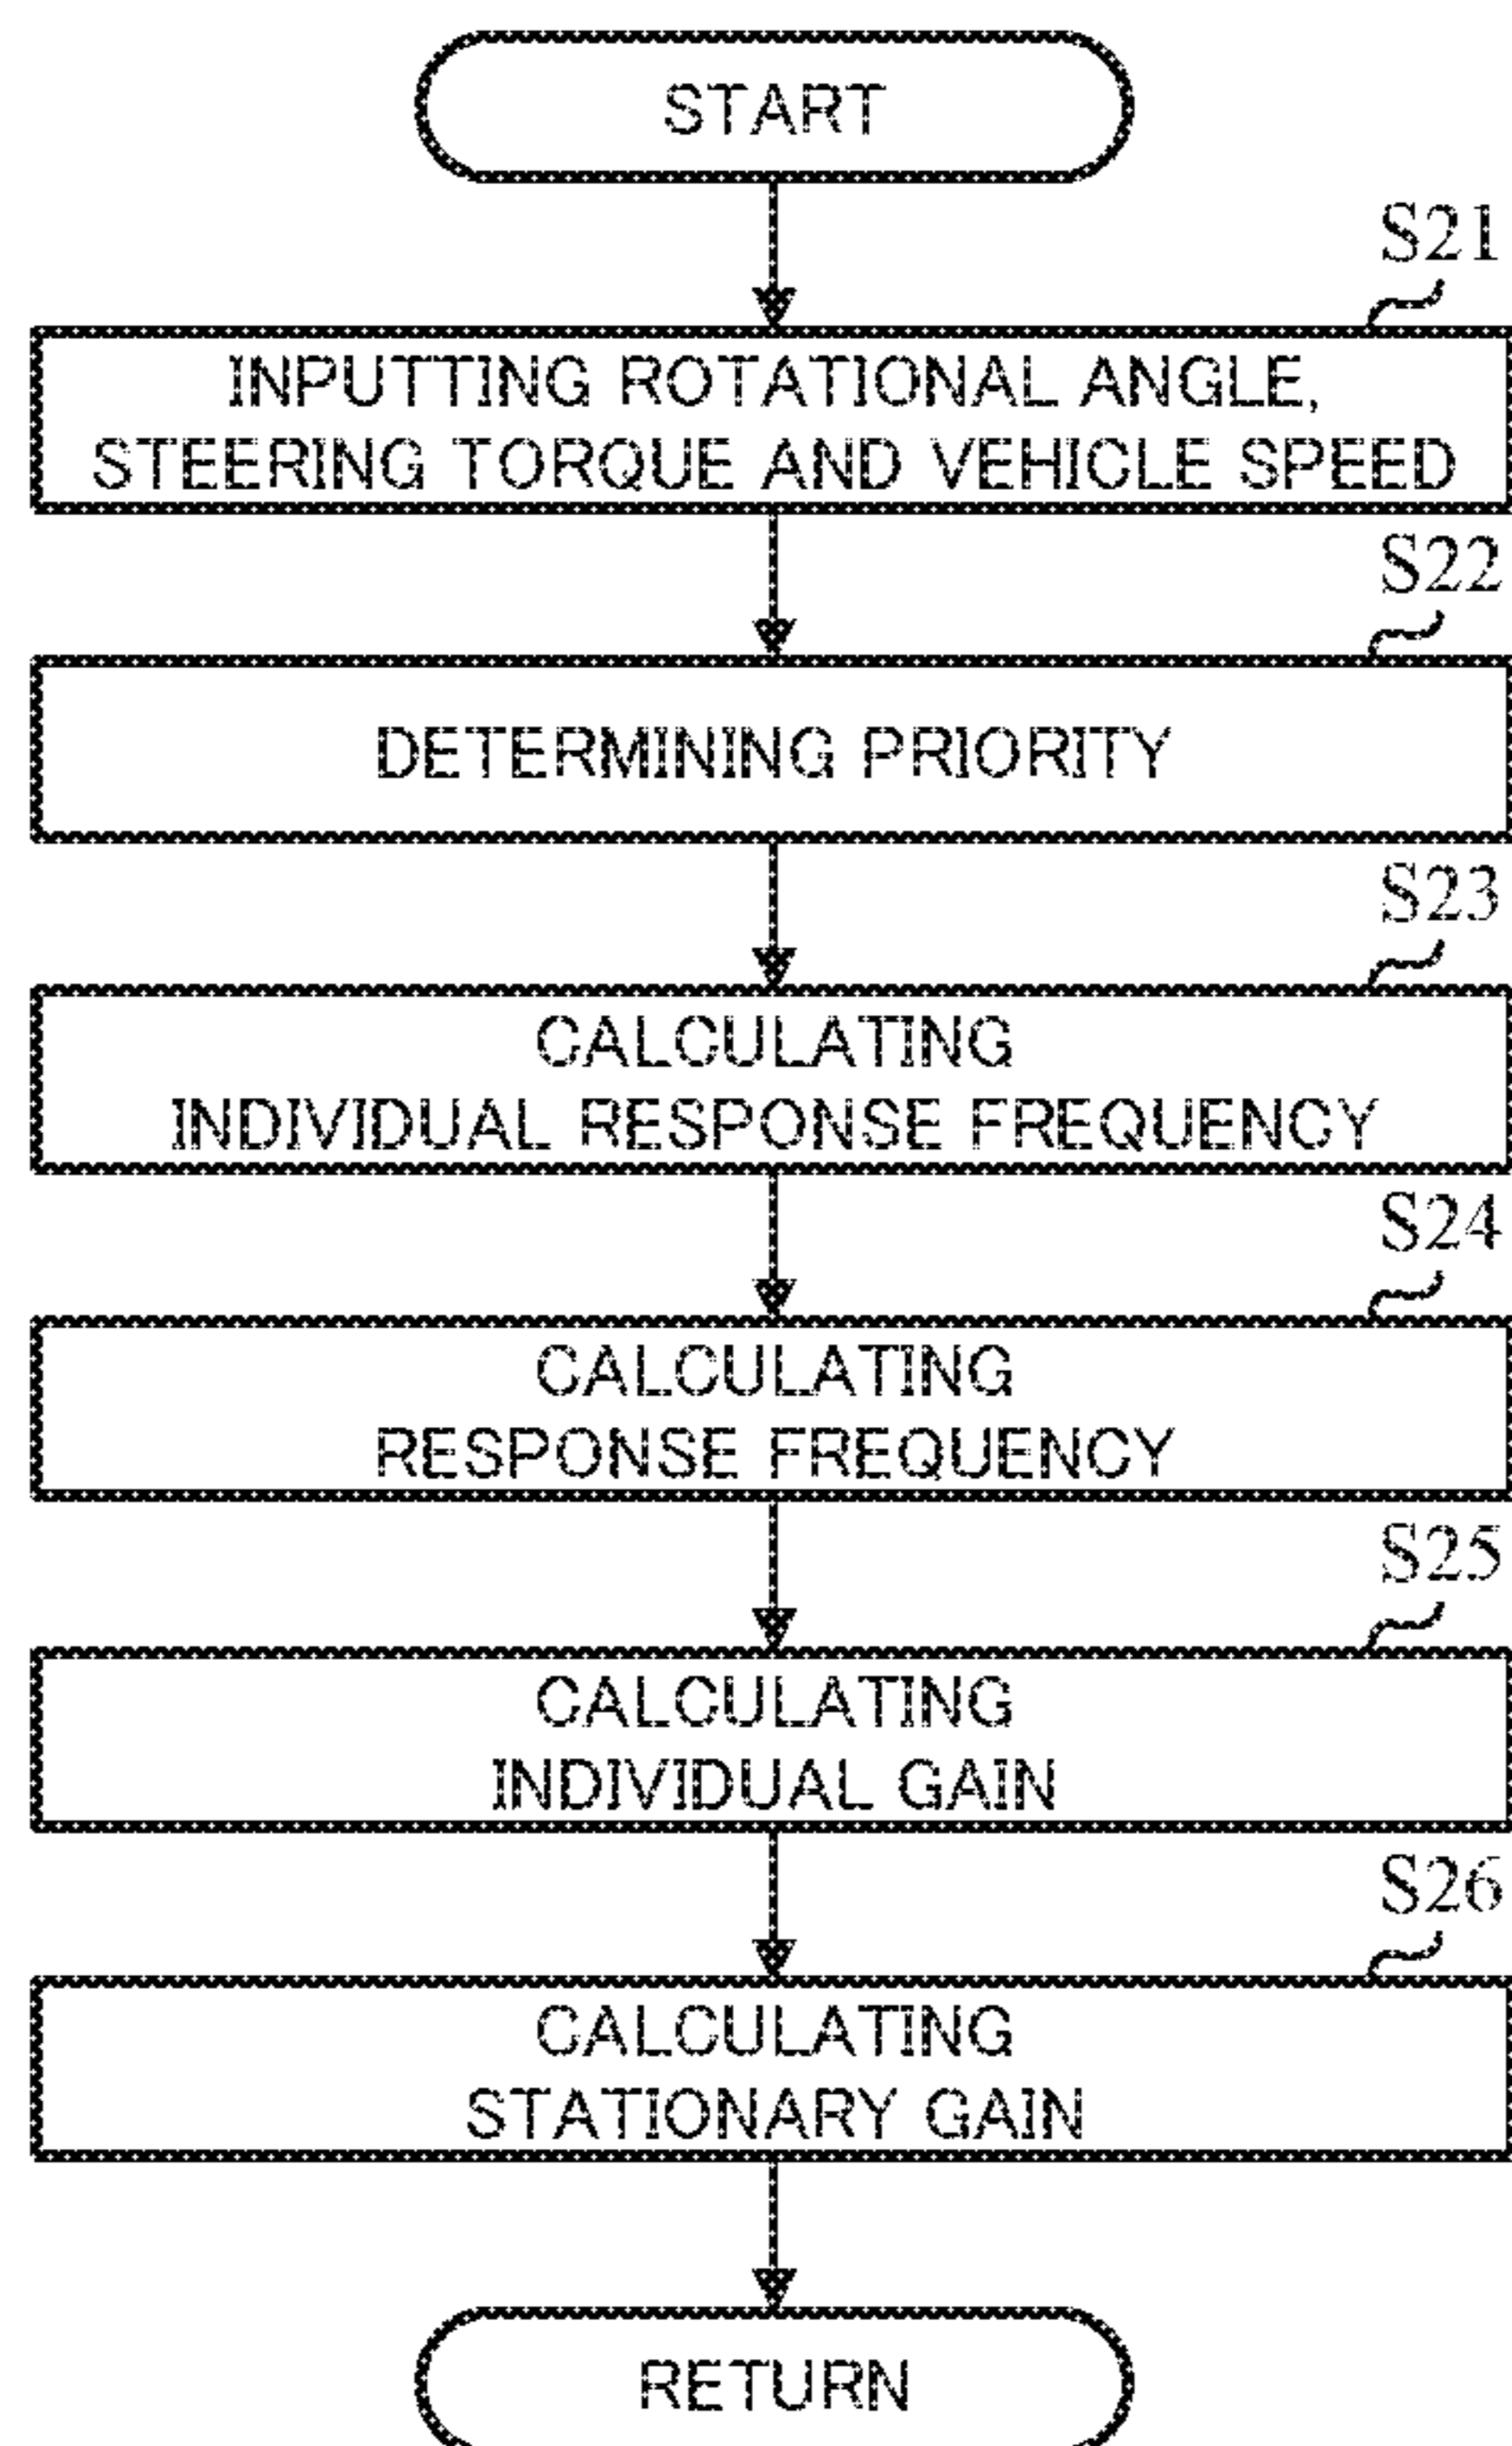 START
S21
INPUTTING ROTATIONAL ANGLE,
STEERING TORQUE AND VEHICLE SPEED
S22
DETERMINING PRIORITY
S23
CALCULATING
INDIVIDUAL RESPONSE FREQUENCY
S24
CALCULATING
RESPONSE FREQUENCY
S25
CALCULATING
INDIVIDUAL GAIN
S26
CALCULATING
STATIONARY GAIN
RETURN